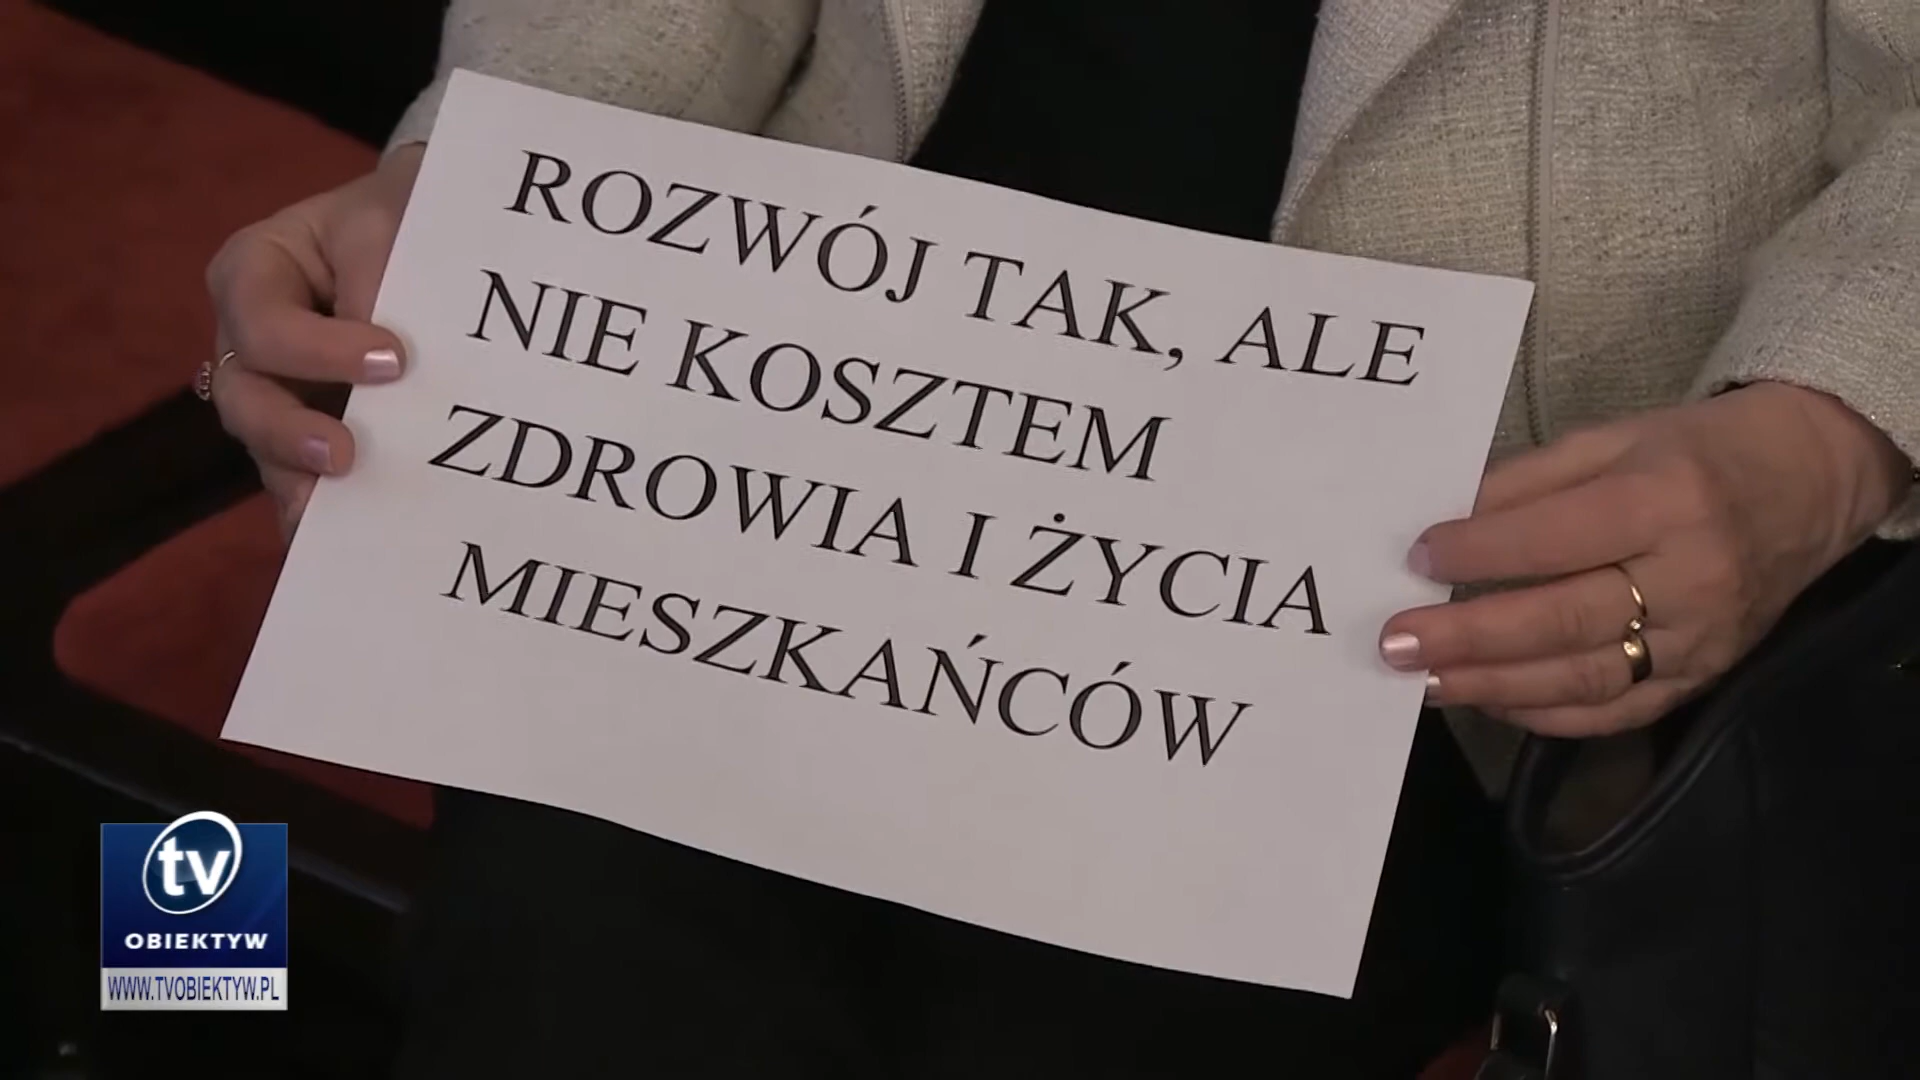 ROZWÓJ TAK, ALE
NIE KOSZTEM
ZDROWIA I ŻYCIA
MIESZKAŃCÓW
tv
OBIEKTYW
WWW.TVOBIEKTYW.PL